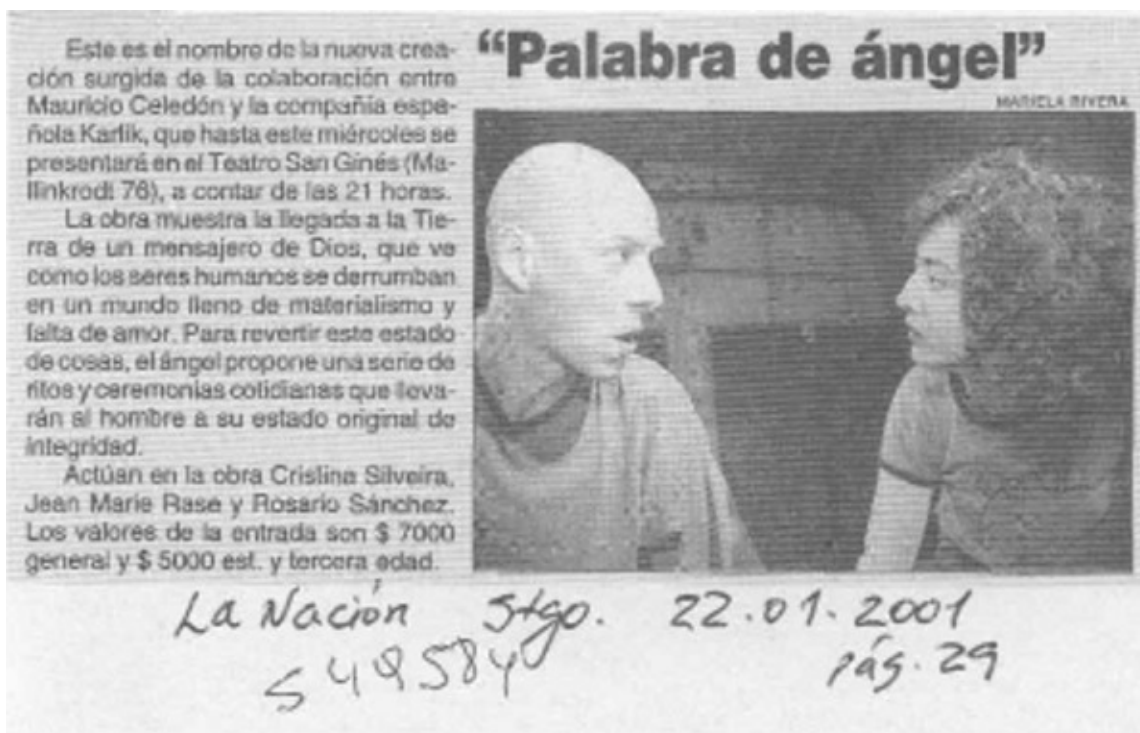 “Palabra de ángel”
MARIELA RIVERA
Este es el nombre de la nueva crea-
ción surgida de la colaboración entre
Mauricio Celedón y la compañía espa-
ñola Karlik, que hasta este miércoles se
presentará en el Teatro San Ginés (Ma-
llinkrodt 76), a contar de las 21 horas.
La obra muestra la llegada a la Tie-
rra de un mensajero de Dios, que ve
como los seres humanos se derrumban
en un mundo lleno de materialismo y
falta de amor. Para revertir este estado
de cosas, el ángel propone una serie de
ritos y ceremonias cotidianas que lleva-
rán al hombre a su estado original de
integridad.
Actúan en la obra Cristina Silveira,
Jean Marie Rase y Rosario Sánchez.
Los valores de la entrada son $ 7000
general y $ 5000 est. y tercera edad.
La Nación Stgo. 22.01.2001
549584 pág. 29